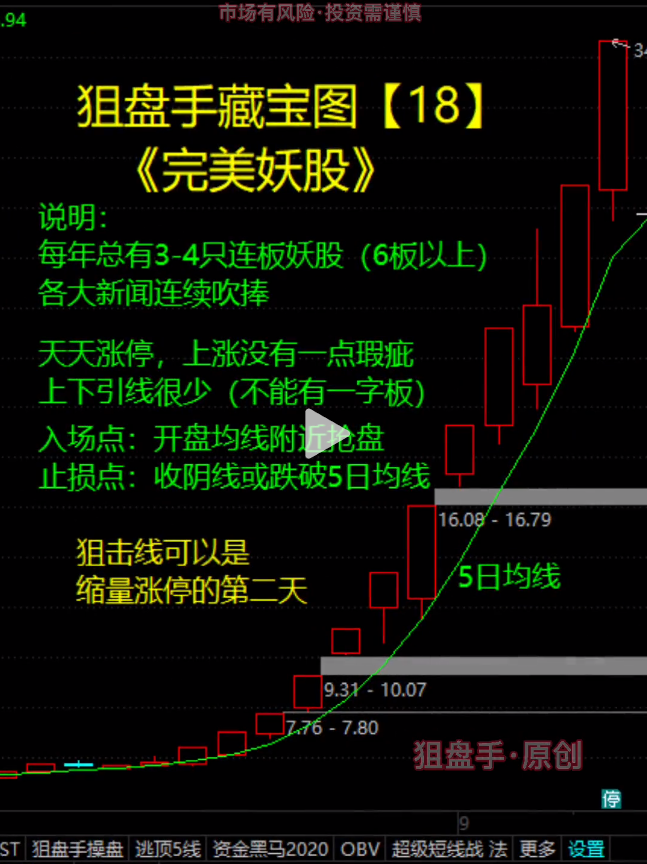 .94
市场有风险·投资需谨慎
34
狙盘手藏宝图【18】
《完美妖股》
说明：
每年总有3-4只连板妖股（6板以上）
各大新闻连续吹捧
天天涨停，上涨没有一点瑕疵
上下引线很少（不能有一字板）
入场点：开盘均线附近抢盘
止损点：收阴线或跌破5日均线
16.08 - 16.79
狙击线可以是
缩量涨停的第二天
5日均线
9.31 - 10.07
7.76 - 7.80
狙盘手·原创
停
9
ST 狙盘手操盘 逃顶5线 资金黑马2020 OBV 超级短线战 法 更多 设置